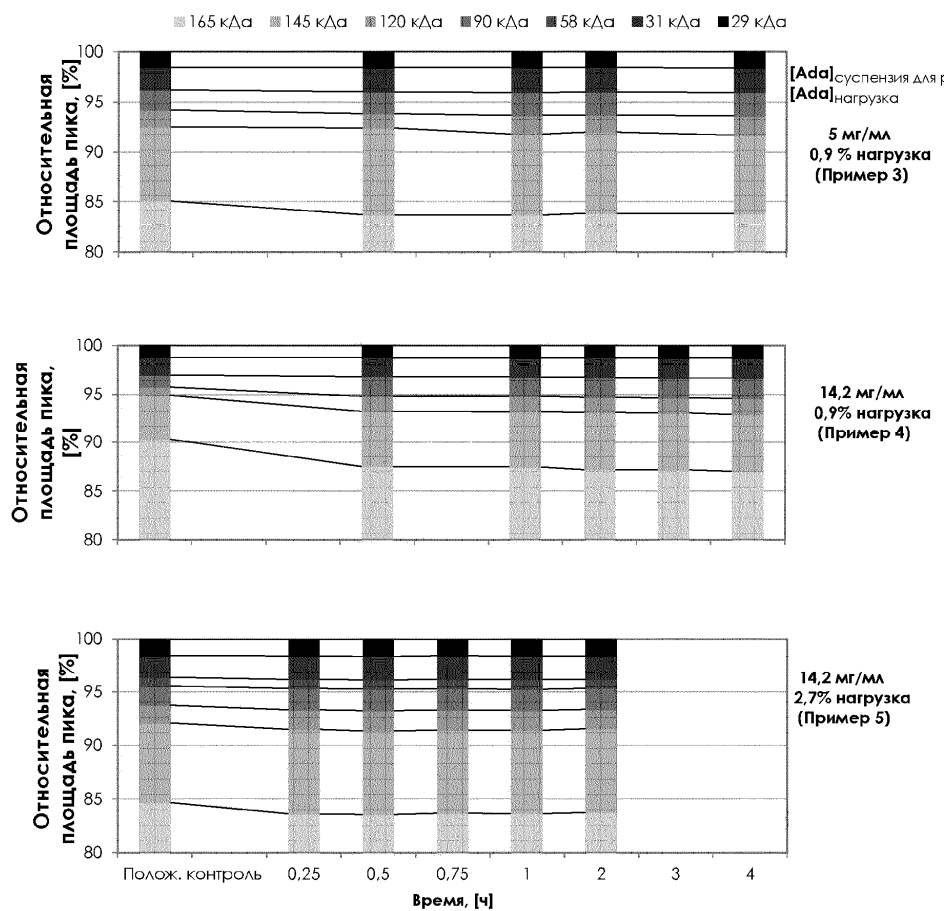 165 кДа 145 кДа 120 кДа 90 кДа 58 кДа 31 кДа 29 кДа
Относительная
площадь пика, [%]
100
95
90
85
80
[Ada]суспензия для р
[Ada]нагрузка
5 мг/мл
0,9 % нагрузка
(Пример 3)
Относительная
площадь пика,
[%]
100
95
90
85
80
14,2 мг/мл
0,9% нагрузка
(Пример 4)
Относительная
площадь пика, [%]
100
95
90
85
80
14,2 мг/мл
2,7% нагрузка
(Пример 5)
Полож. контроль 0,25 0,5 0,75 1 2 3 4
Время, [ч]